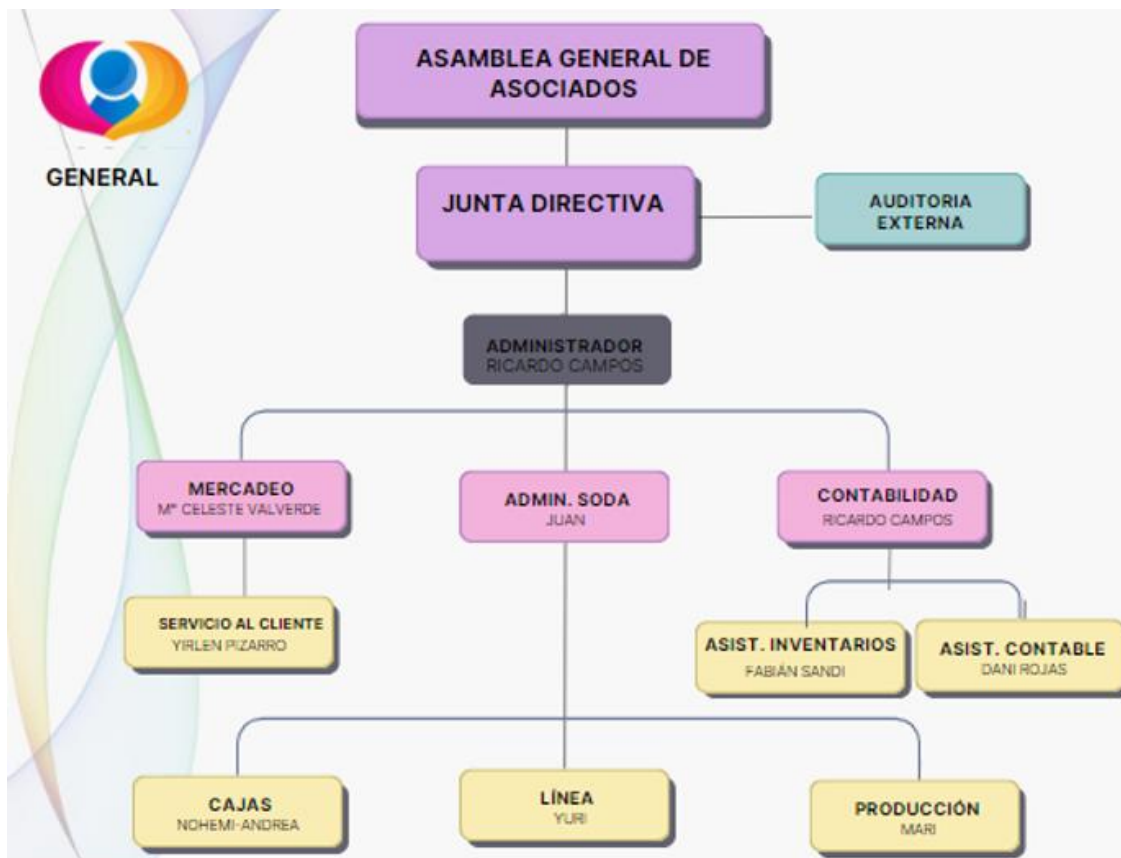 ASAMBLEA GENERAL DE
ASOCIADOS
GENERAL
JUNTA DIRECTIVA
AUDITORIA
EXTERNA
ADMINISTRADOR
RICARDO CAMPOS
MERCADEO
Mª CELESTE VALVERDE
ADMIN. SODA
JUAN
CONTABILIDAD
RICARDO CAMPOS
SERVICIO AL CLIENTE
YIRLEN PIZARRO
ASIST. INVENTARIOS
FABIÁN SANDI
ASIST. CONTABLE
DANI ROJAS
CAJAS
NOHEMI-ANDREA
LÍNEA
YURI
PRODUCCIÓN
MARI